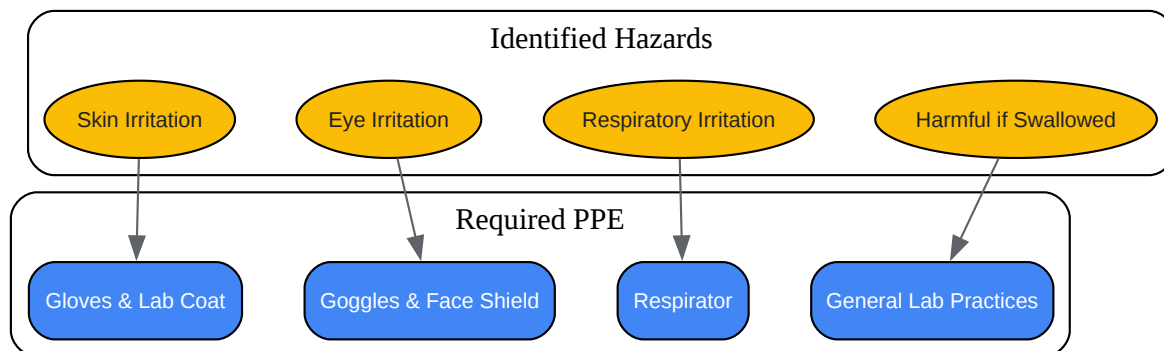 Identified Hazards
Skin Irritation
Eye Irritation
Respiratory Irritation
Harmful if Swallowed
Required PPE
Gloves & Lab Coat
Goggles & Face Shield
Respirator
General Lab Practices